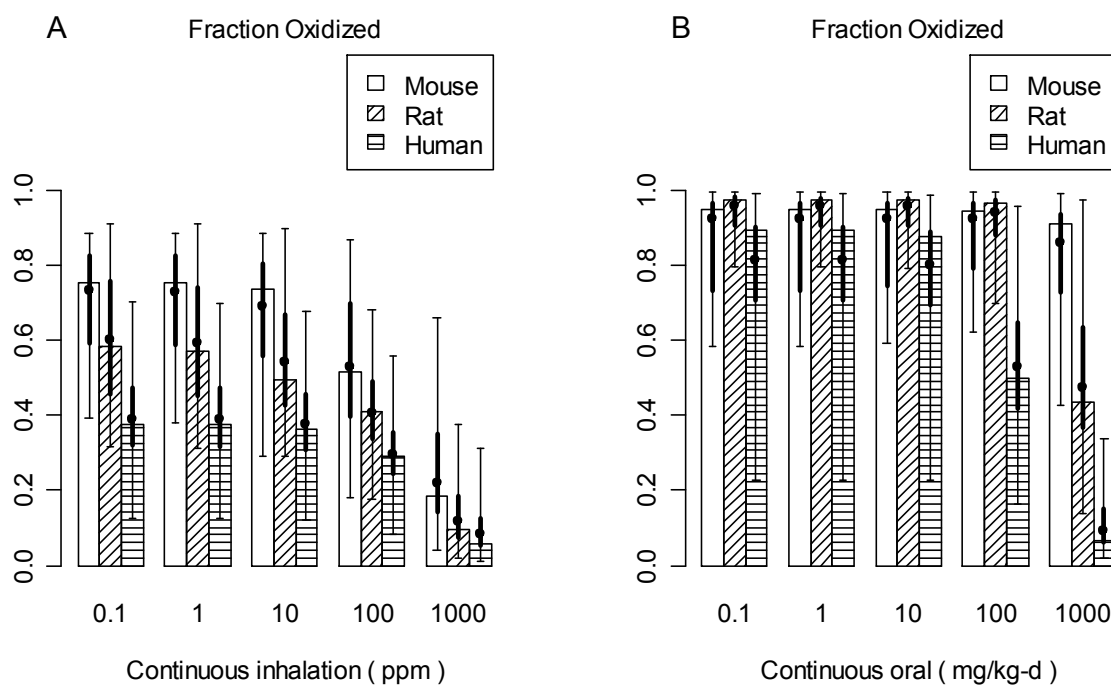 A
Fraction Oxidized
Mouse
Rat
Human
1.0
0.8
0.6
0.4
0.2
0.0
0.1 1 10 100 1000
Continuous inhalation ( ppm )
B
Fraction Oxidized
Mouse
Rat
Human
1.0
0.8
0.6
0.4
0.2
0.0
0.1 1 10 100 1000
Continuous oral ( mg/kg-d )